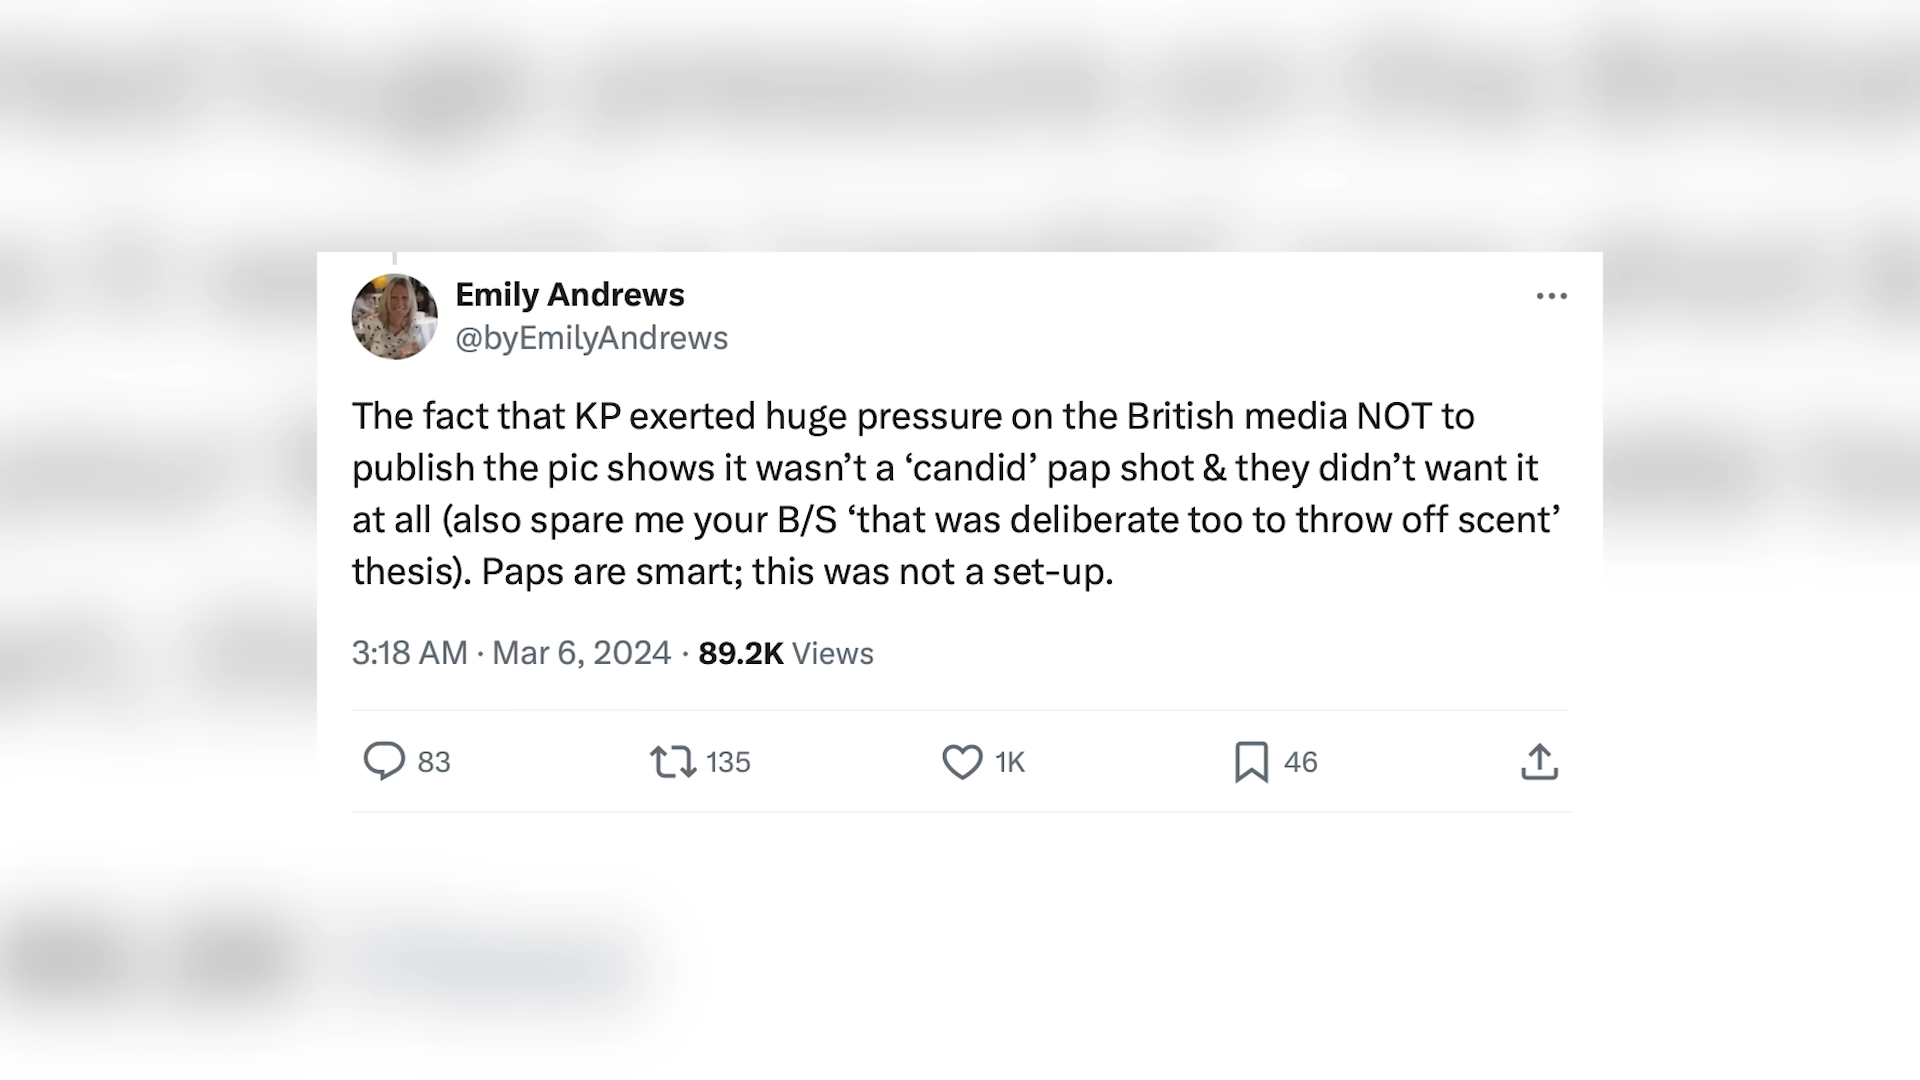 Emily Andrews
@byEmilyAndrews
The fact that KP exerted huge pressure on the British media NOT to
publish the pic shows it wasn’t a ‘candid’ pap shot & they didn’t want it
at all (also spare me your B/S ‘that was deliberate too to throw off scent’
thesis). Paps are smart; this was not a set-up.
3:18 AM · Mar 6, 2024 · 89.2K Views
83 135 1K 46